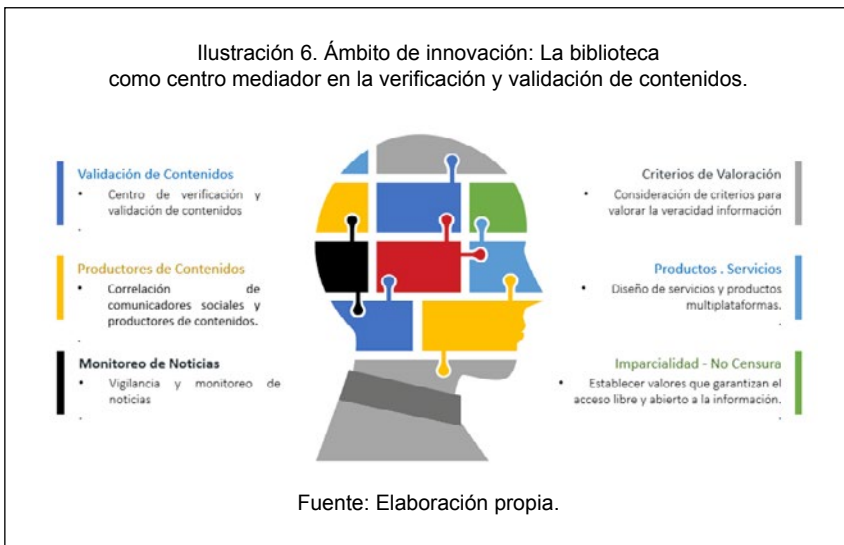 Ilustración 6. Ámbito de innovación: La biblioteca
como centro mediador en la verificación y validación de contenidos.
Validación de Contenidos
• Centro de verificación y
validación de contenidos
.
Productores de Contenidos
• Correlación de
comunicadores sociales y
productores de contenidos.
.
Monitoreo de Noticias
• Vigilancia y monitoreo de
noticias
.
Criterios de Valoración
• Consideración de criterios para
valorar la veracidad información
Productos . Servicios
• Diseño de servicios y productos
multiplataformas.
.
Imparcialidad - No Censura
• Establecer valores que garantizan el
acceso libre y abierto a la información.
.
Fuente: Elaboración propia.